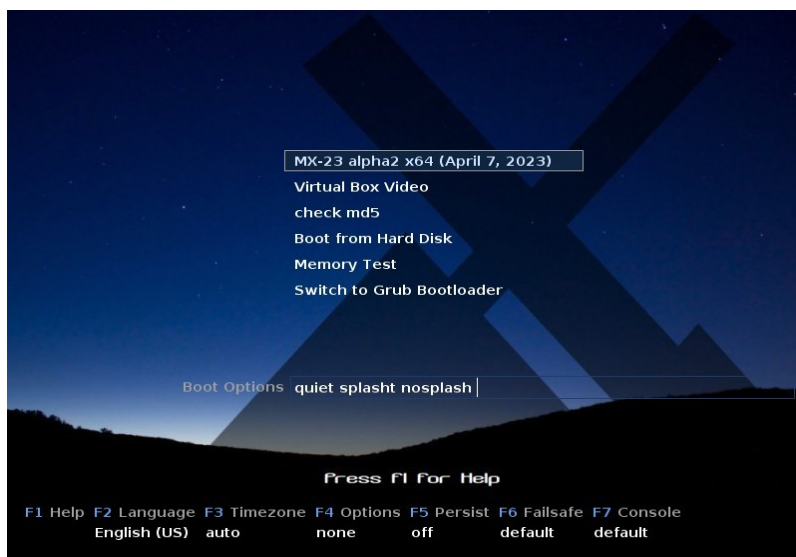 MX-23 alpha2 x64 (April 7, 2023)
Virtual Box Video
check md5
Boot from Hard Disk
Memory Test
Switch to Grub Bootloader
Boot Options quiet splasht nosplash
Press F1 for Help
F1 Help F2 Language F3 Timezone F4 Options F5 Persist F6 Failsafe F7 Console
English (US) auto none off default default